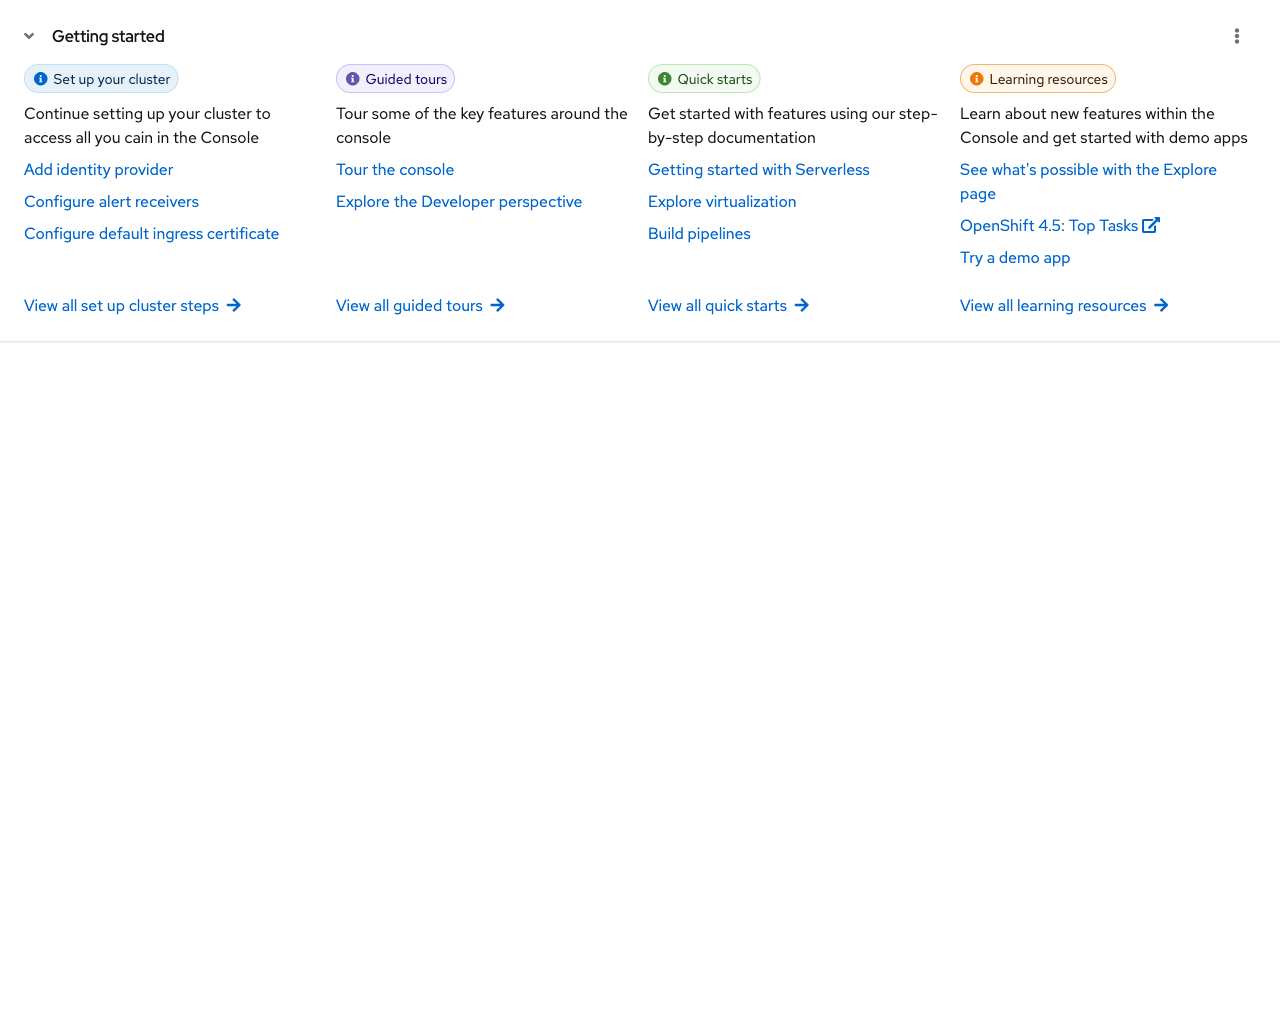 Getting started
Set up your cluster
Continue setting up your cluster to
access all you cain in the Console
Add identity provider
Configure alert receivers
Configure default ingress certificate
View all set up cluster steps
Guided tours
Tour some of the key features around the
console
Tour the console
Explore the Developer perspective
View all guided tours
Quick starts
Get started with features using our step-
by-step documentation
Getting started with Serverless
Explore virtualization
Build pipelines
View all quick starts
Learning resources
Learn about new features within the
Console and get started with demo apps
See what's possible with the Explore
page
OpenShift 4.5: Top Tasks
Try a demo app
View all learning resources